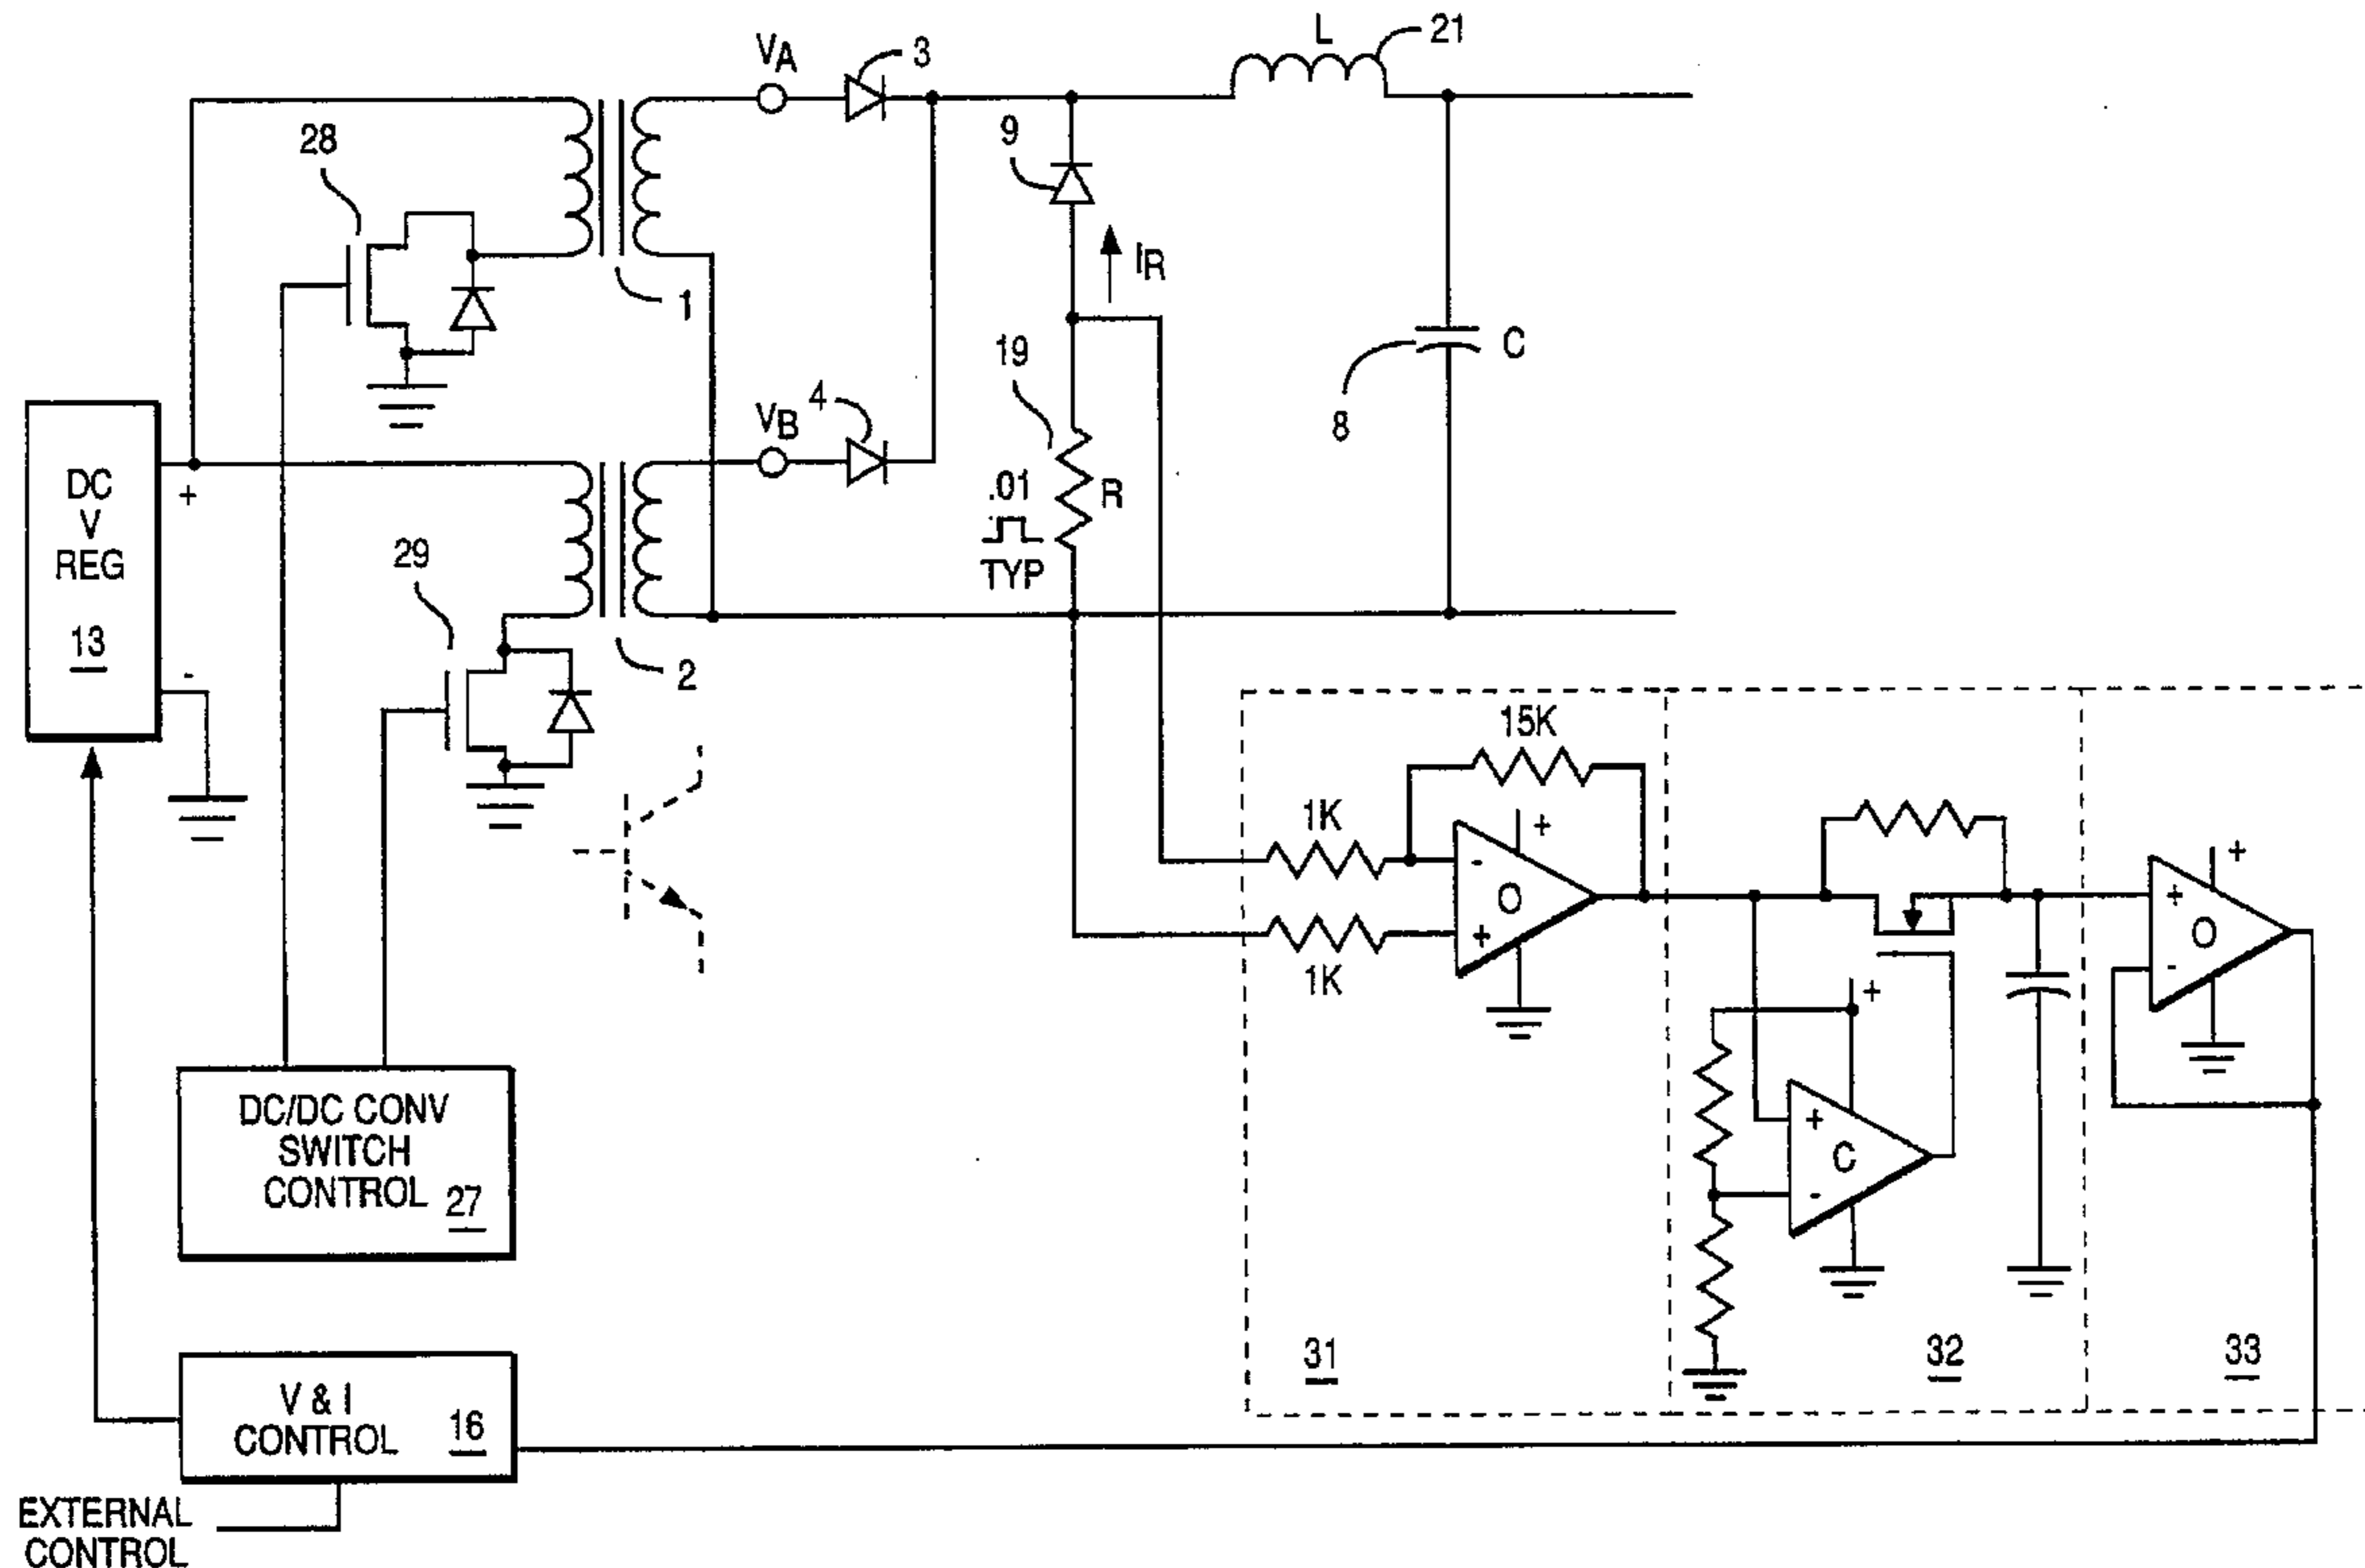 L
21
VA
3
28
9
IR
1
19
C
8
4
VB
.01
R
TYP
DC
V
REG
13
+
-
29
2
15K
1K
-
O
+
+
1K
+
+
-
O
+
+
-
C
DC/DC CONV
SWITCH
CONTROL 27
31
32
33
V & I
CONTROL
16
EXTERNAL
CONTROL